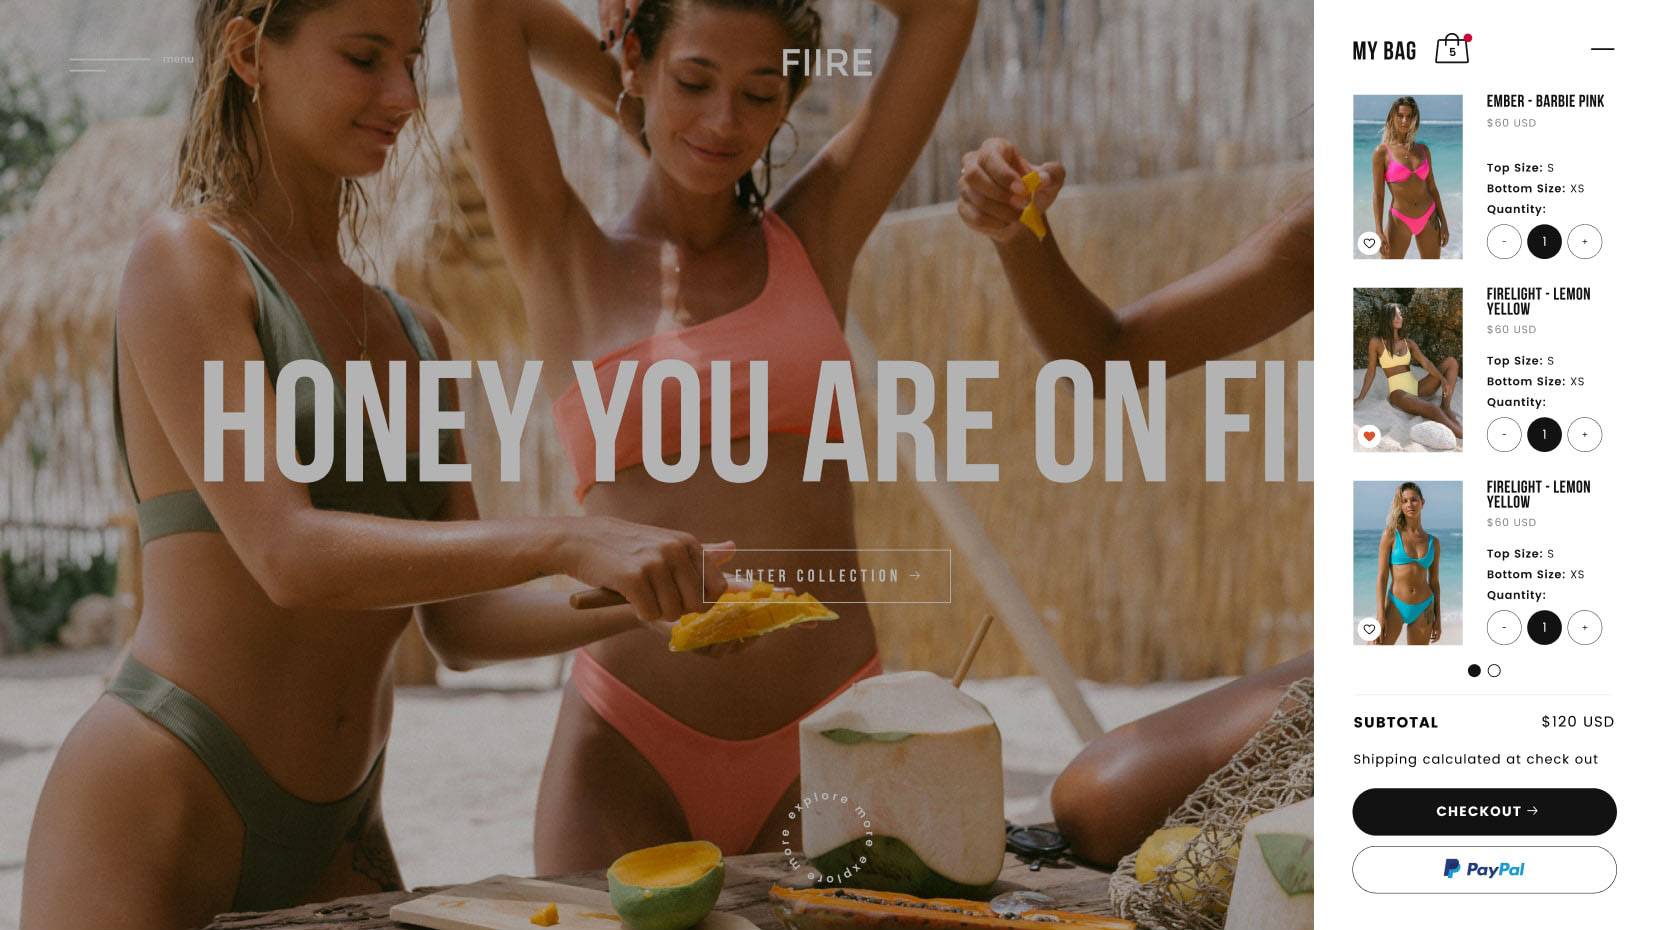 menu
FIIRE
HONEY YOU ARE ON FI
ENTER COLLECTION →
explore more explore more
MY BAG
5
EMBER - BARBIE PINK
$60 USD
Top Size: S
Bottom Size: XS
Quantity:
- 1 +
FIRELIGHT - LEMON
YELLOW
$60 USD
Top Size: S
Bottom Size: XS
Quantity:
- 1 +
FIRELIGHT - LEMON
YELLOW
$60 USD
Top Size: S
Bottom Size: XS
Quantity:
- 1 +
SUBTOTAL $120 USD
Shipping calculated at check out
CHECKOUT →
PayPal